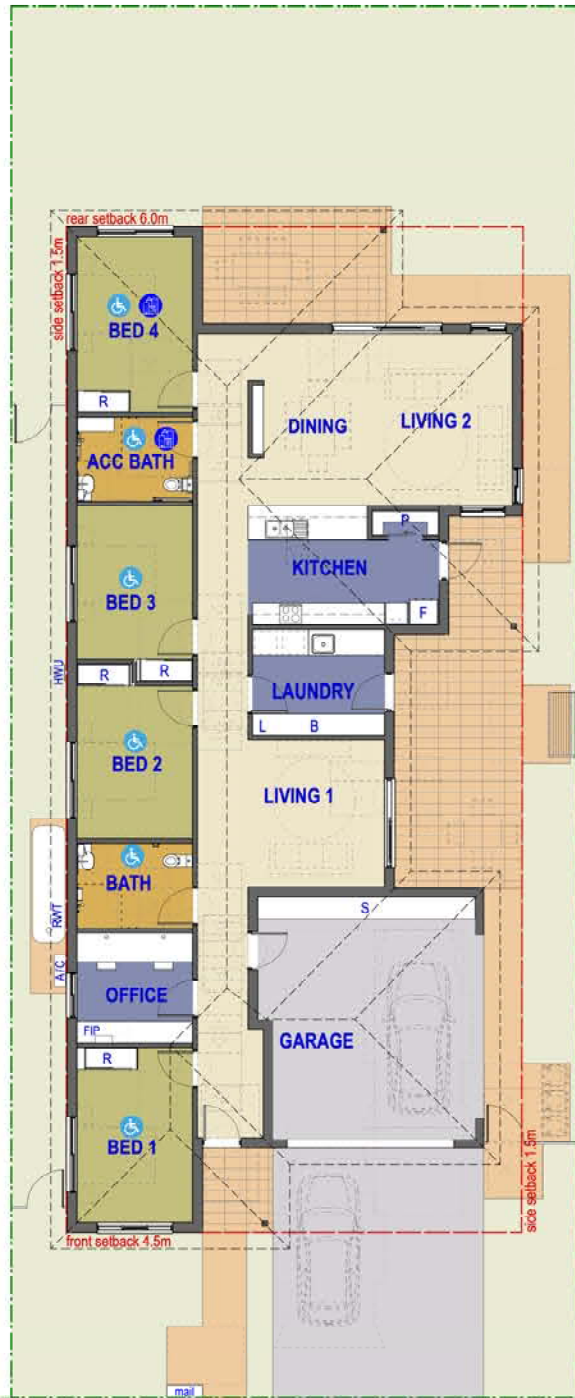 rear setback 6.0m
side setback 1.5m
BED 4
R
ACC BATH
DINING
LIVING 2
P
KITCHEN
F
BED 3
R
R
HWU
LAUNDRY
L
B
BED 2
LIVING 1
BATH
RWT
S
A/C
OFFICE
FIP
GARAGE
R
BED 1
side setback 1.5m
front setback 4.5m
mail